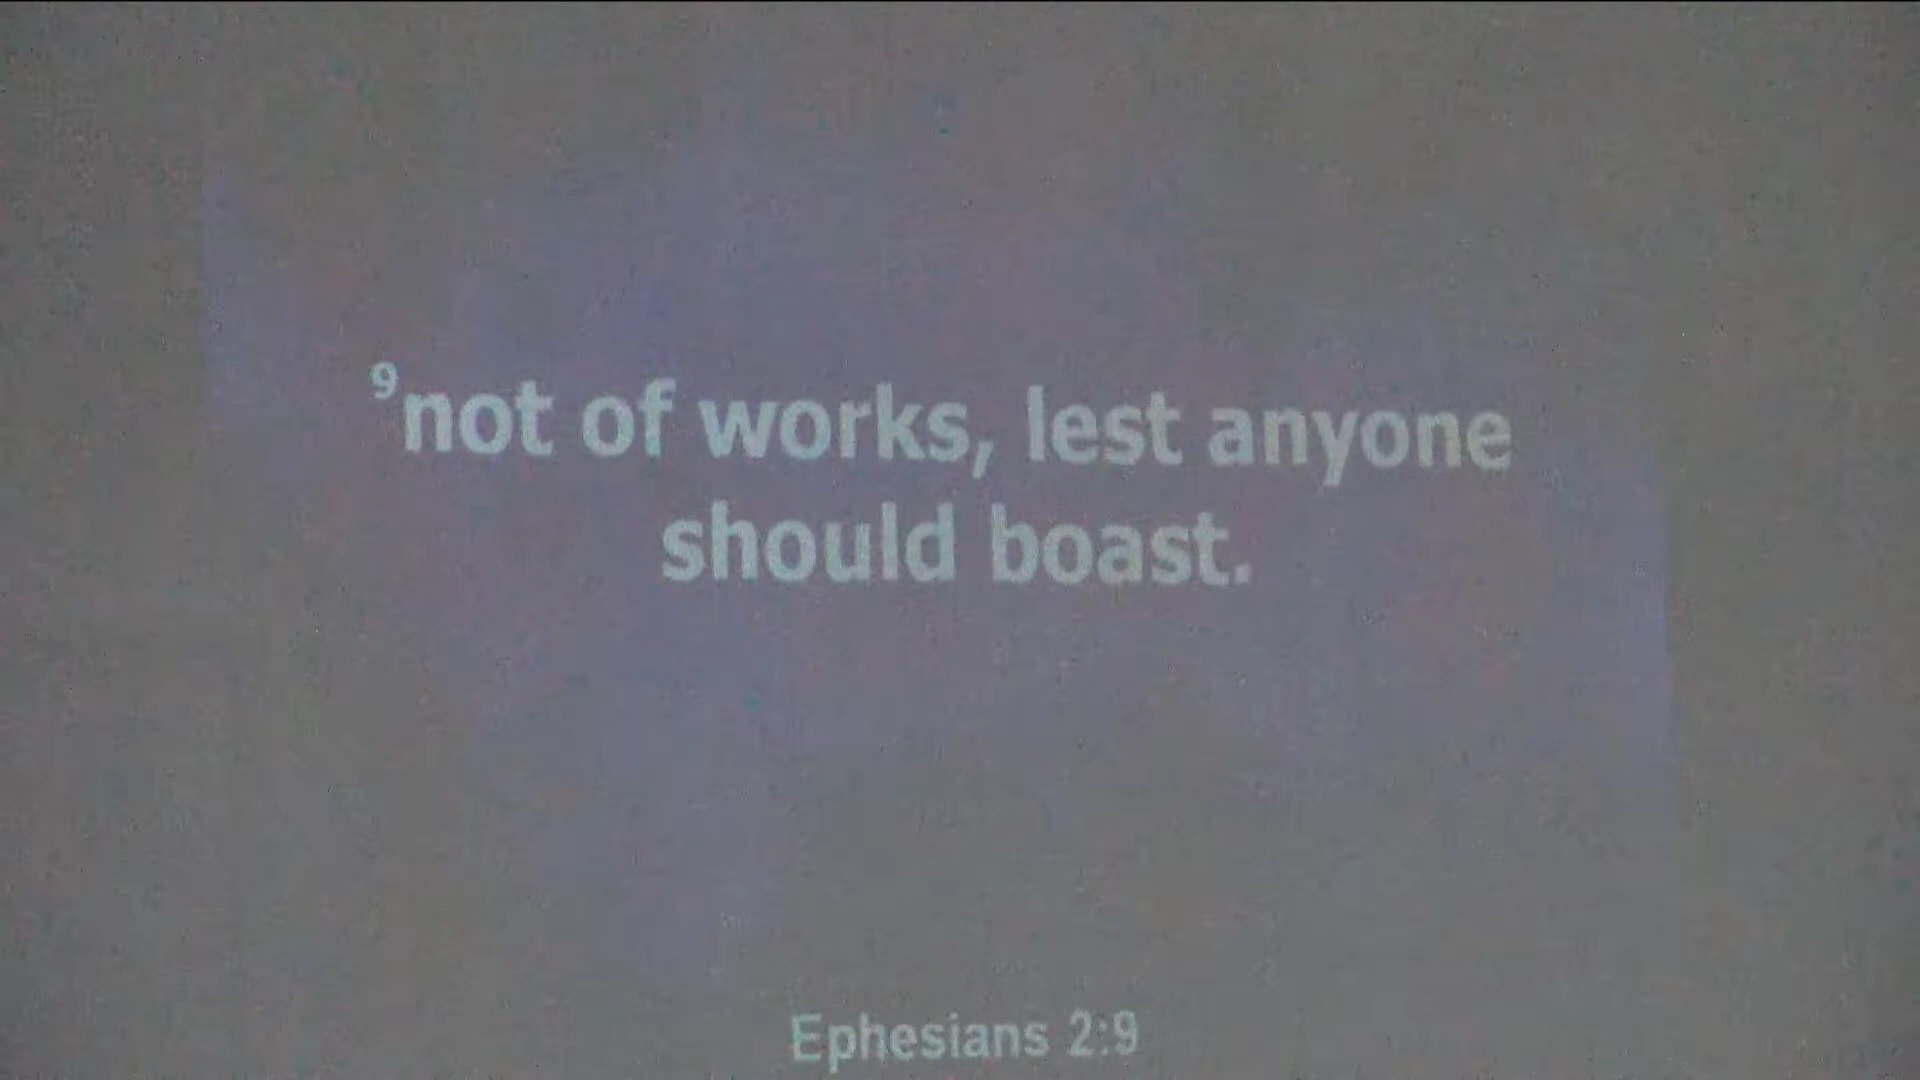 ⁹not of works, lest anyone
should boast.
Ephesians 2:9